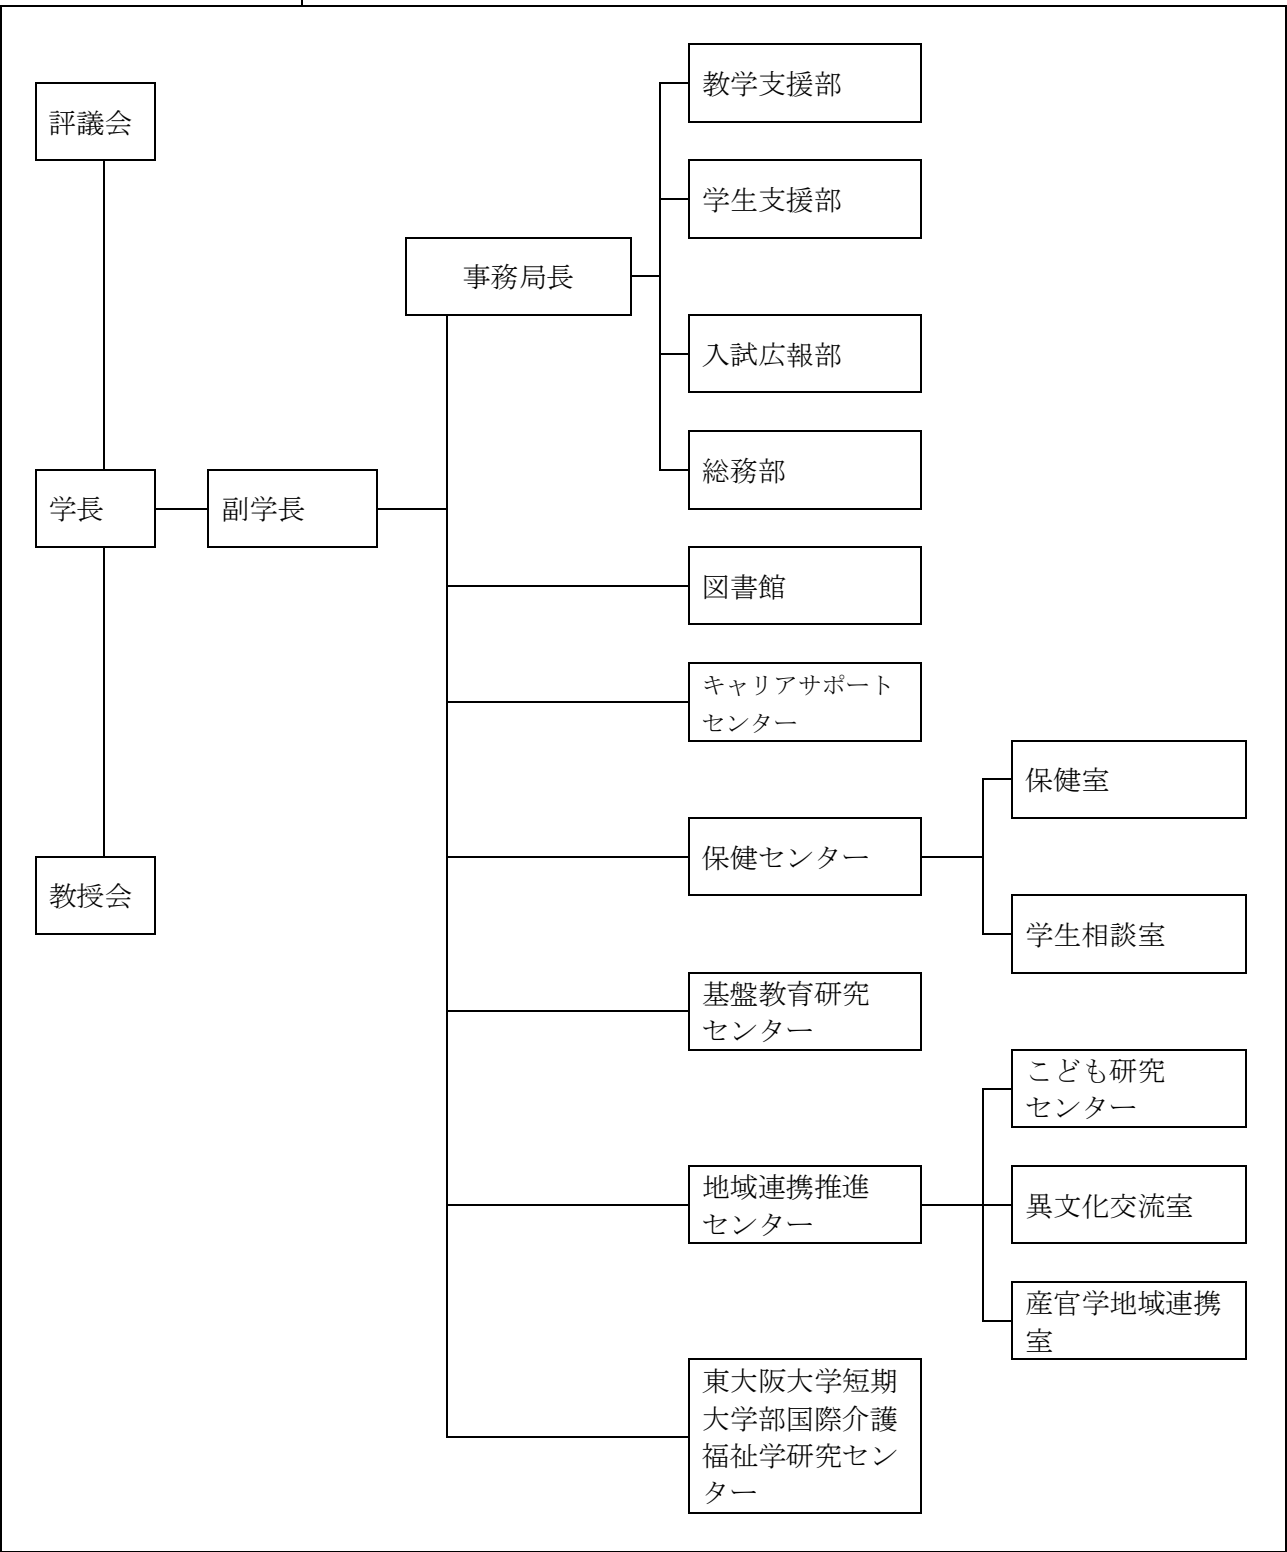 評議会
学長
教授会
副学長
事務局長
教学支援部
学生支援部
入試広報部
総務部
図書館
キャリアサポート
センター
保健センター
保健室
学生相談室
基盤教育研究
センター
地域連携推進
センター
こども研究
センター
異文化交流室
産官学地域連携
室
東大阪大学短期
大学部国際介護
福祉学研究セン
ター